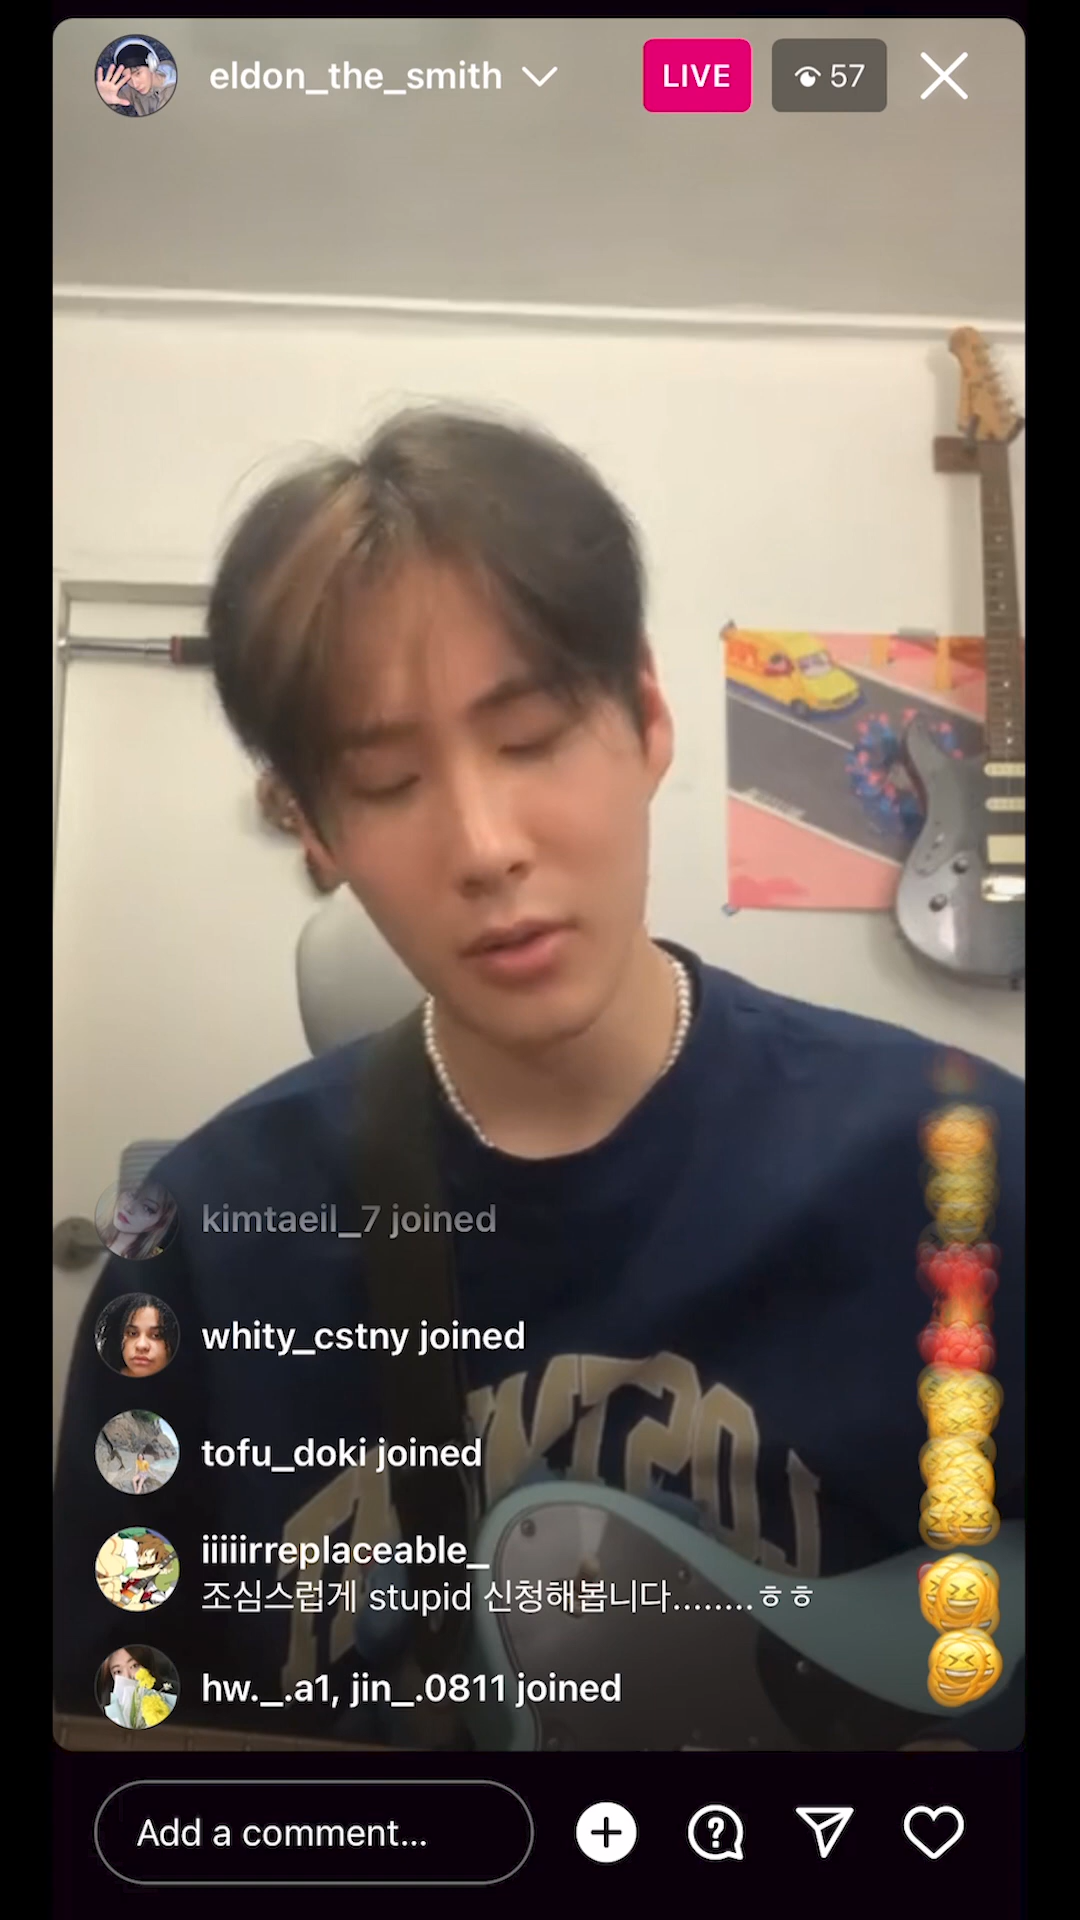 eldon_the_smith
LIVE
57
kimtaeil_7 joined
whity_cstny joined
tofu_doki joined
iiiiirreplaceable_
조심스럽게 stupid 신청해봅니다........ㅎㅎ
hw._.a1, jin_.0811 joined
Add a comment...